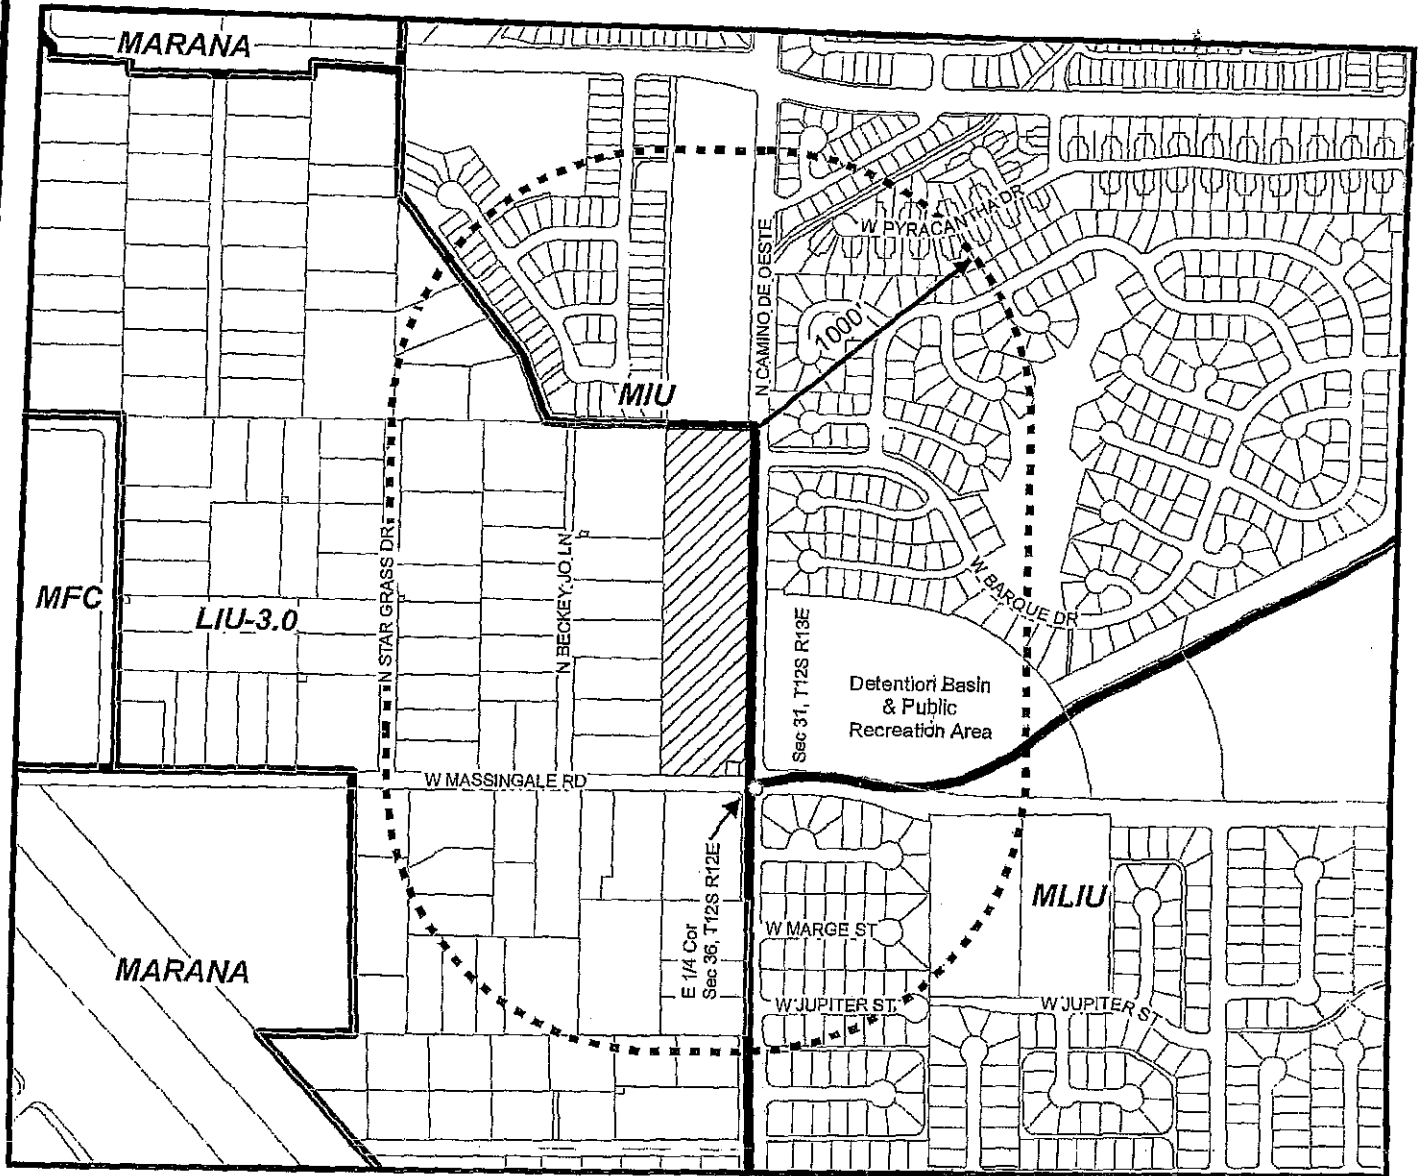 MARANA
W PYRACANTHA DR
N CAMINO DE OESTE
1000'
MIU
MFC
LIU-3.0
N STAR GRASS DR
N BECKEY JO LN
W BARQUE DR
Sec 31, T12S R13E
Detention Basin
& Public
Recreation Area
W MASSINGALE RD
E 1/4 Cor
Sec 36, T12S R12E
MLIU
W MARGE ST
MARANA
W JUPITER ST
W JUPITER ST